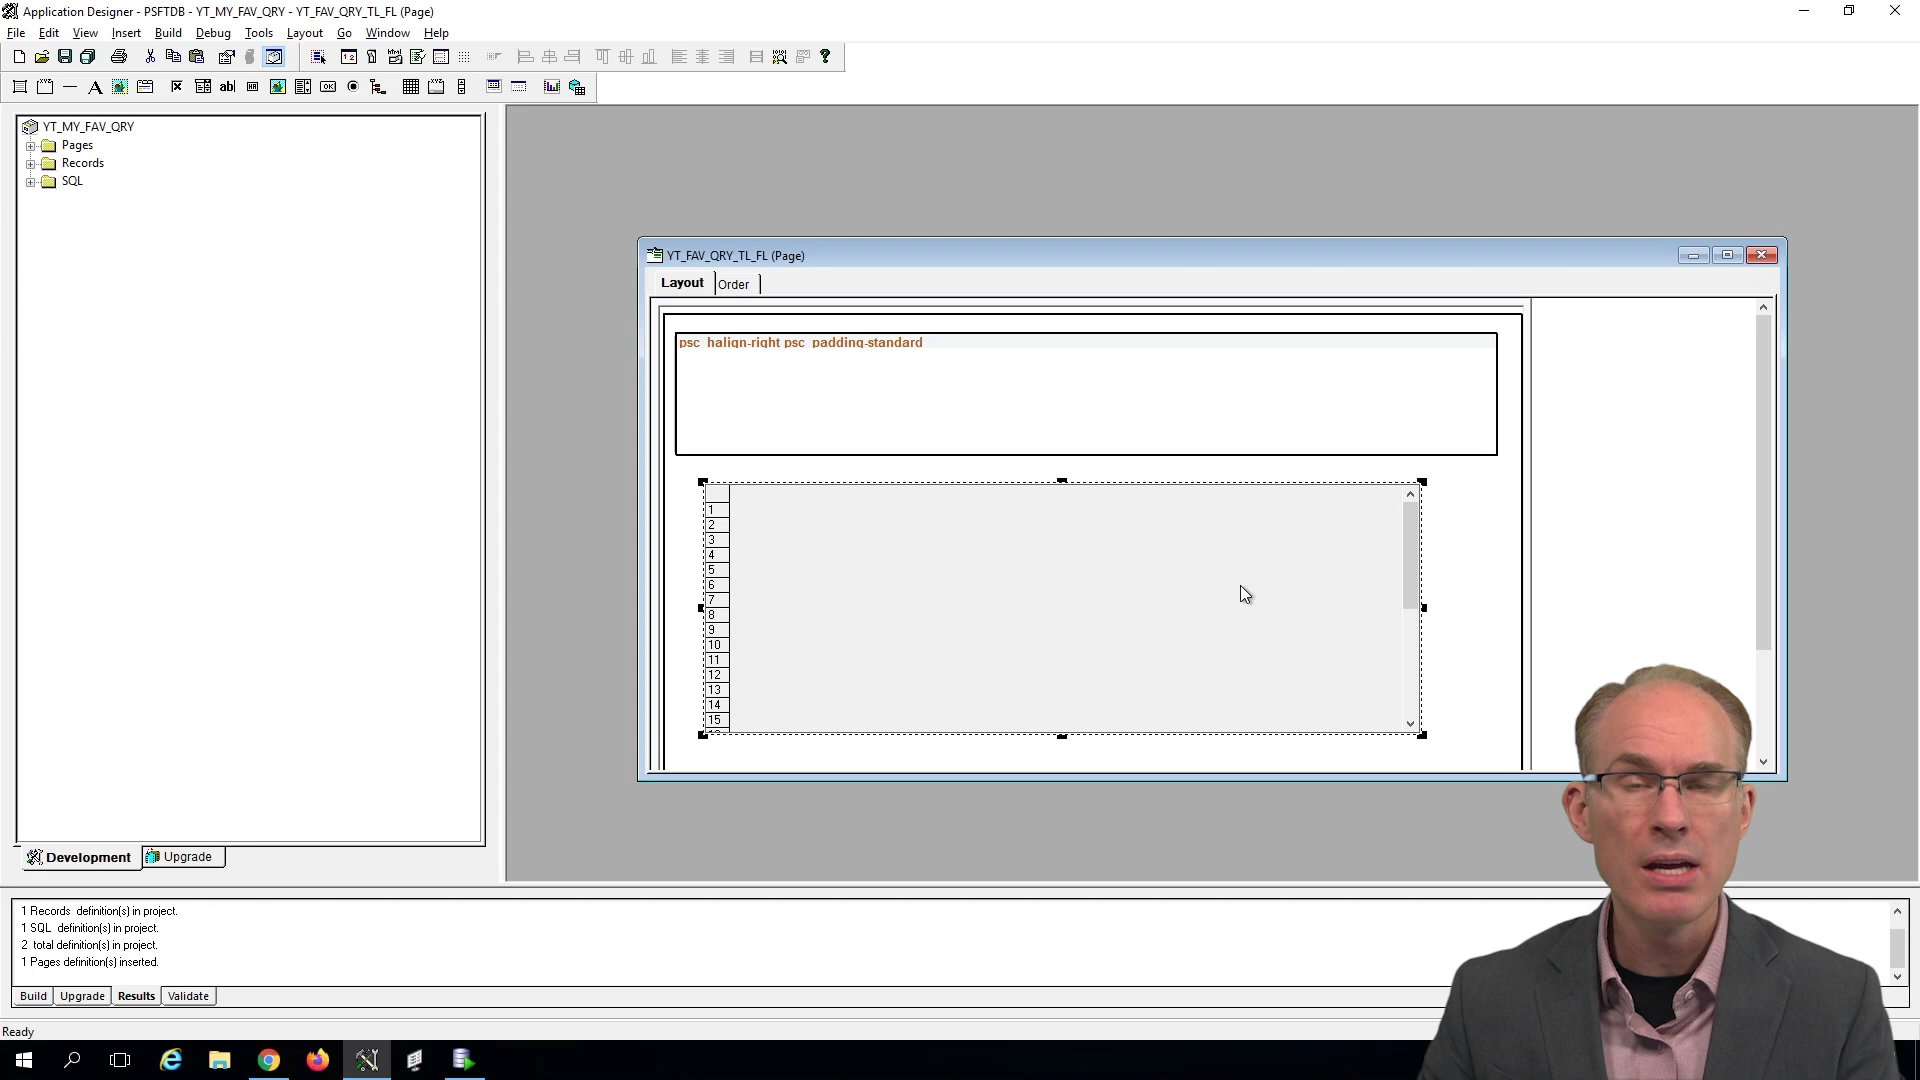 Application Designer - PSFTDB - YT_MY_FAV_QRY - YT_FAV_QRY_TL_FL (Page)
File Edit View Insert Build Debug Tools Layout Go Window Help
YT_MY_FAV_QRY
Pages
Records
SQL
YT_FAV_QRY_TL_FL (Page)
Layout Order
psc_halign-right psc_padding-standard
1
2
3
4
5
6
7
8
9
10
11
12
13
14
15
Development Upgrade
1 Records definition(s) in project.
1 SQL definition(s) in project.
2 total definition(s) in project.
1 Pages definition(s) inserted.
Build Upgrade Results Validate
Ready